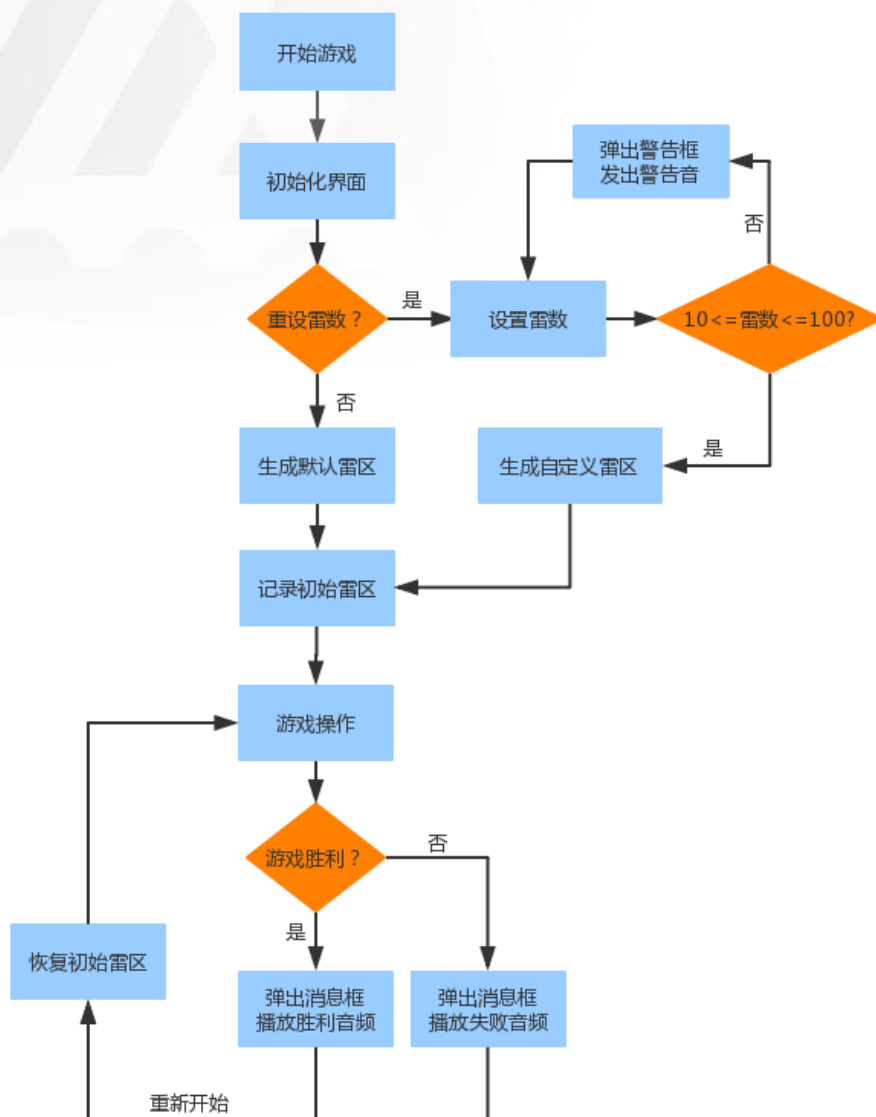 开始游戏
初始化界面
弹出警告框
发出警告音
否
重设雷数？
是
设置雷数
10<=雷数<=100?
否
生成默认雷区
生成自定义雷区
是
记录初始雷区
游戏操作
游戏胜利？
否
是
恢复初始雷区
弹出消息框
播放胜利音频
弹出消息框
播放失败音频
重新开始